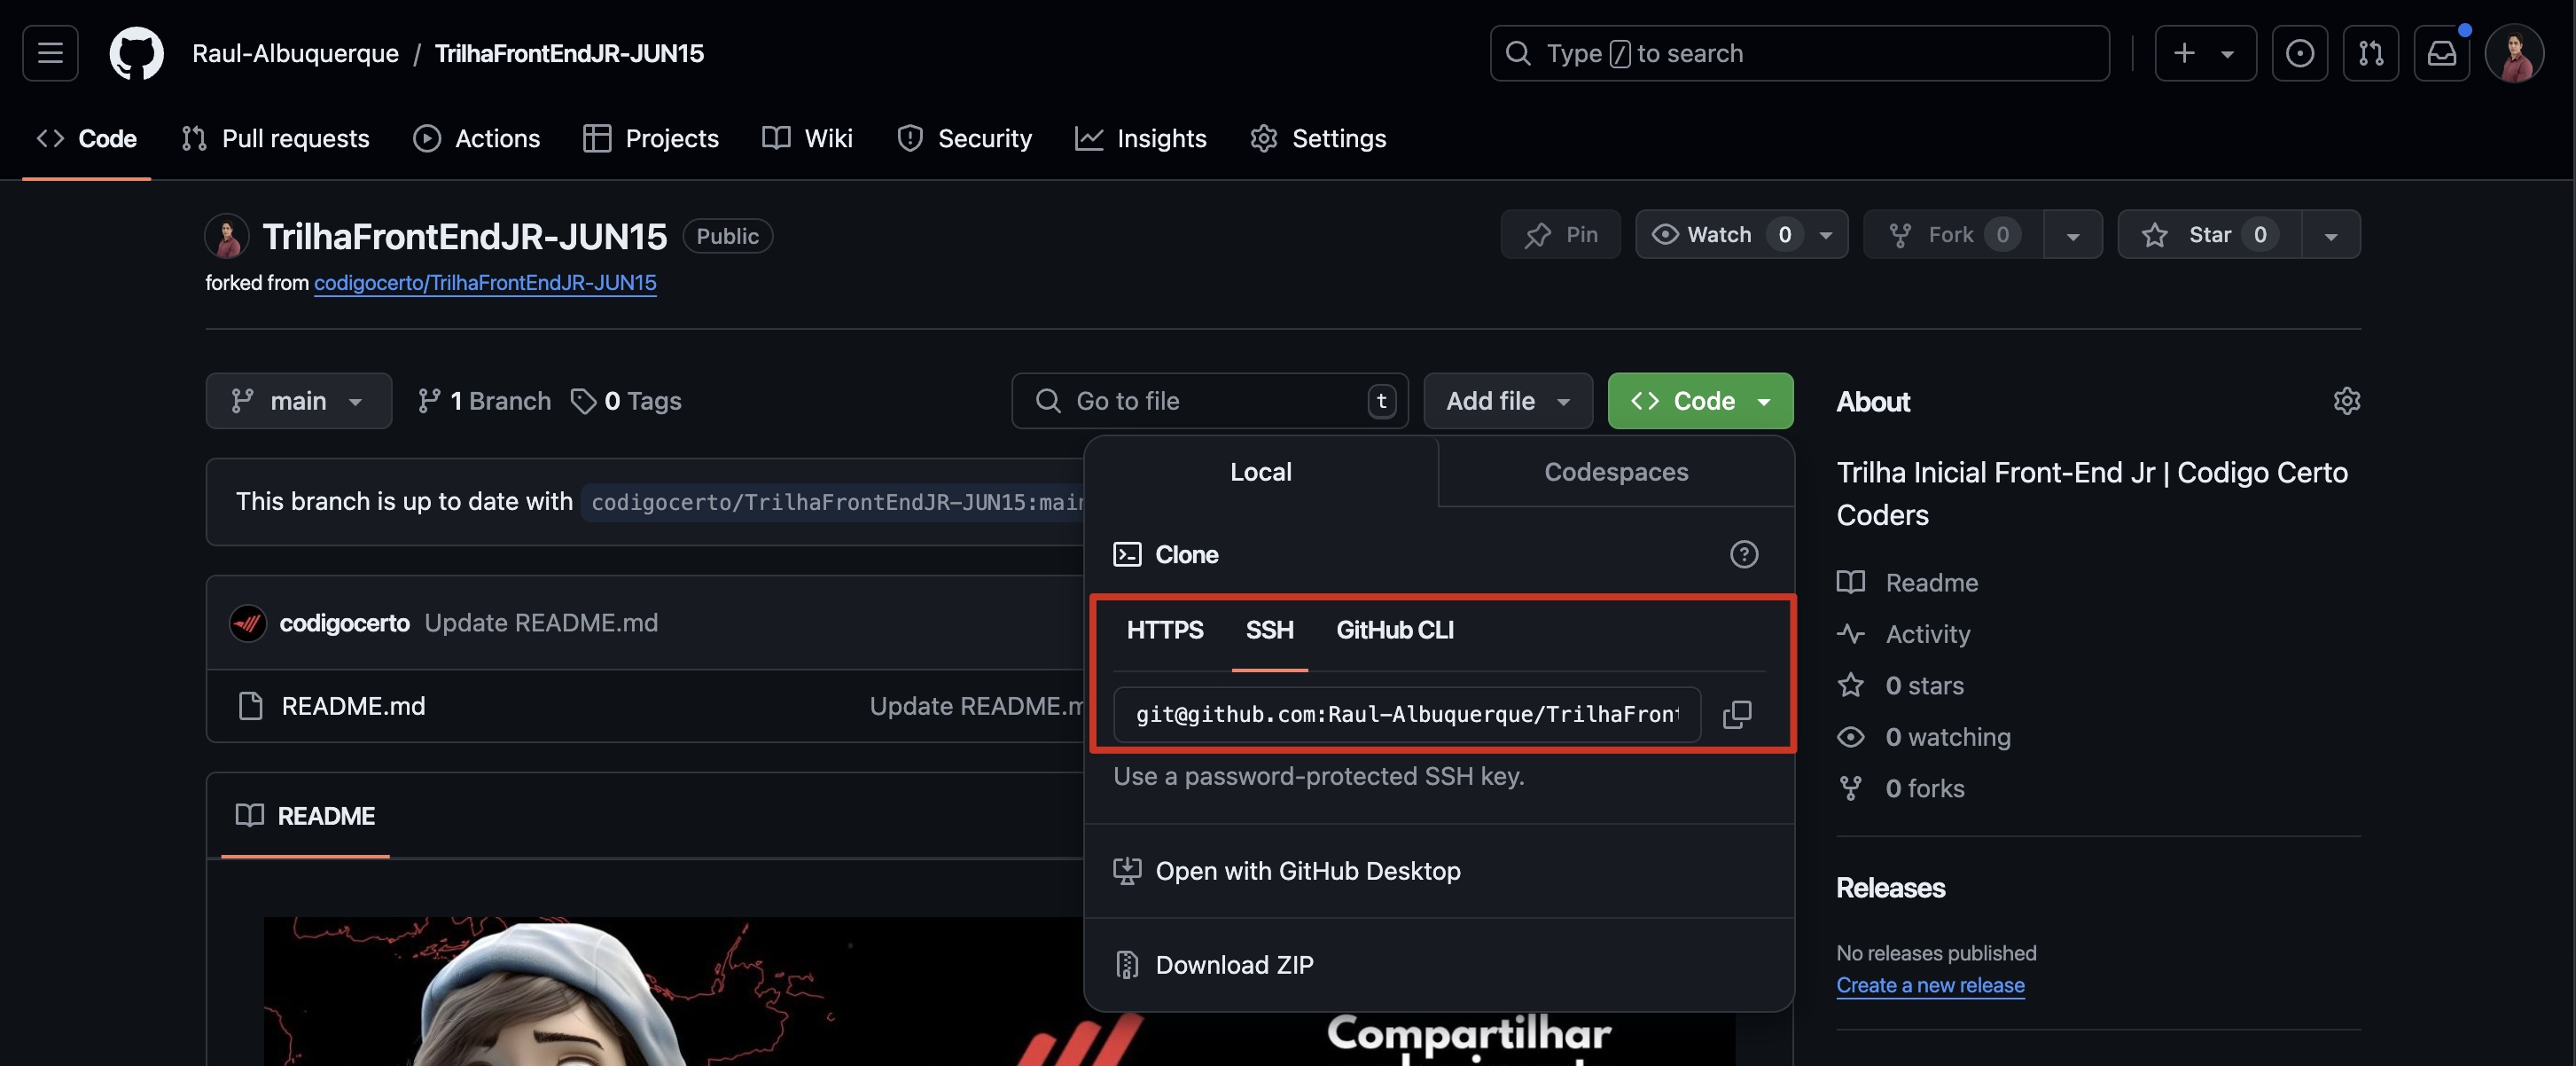 Raul-Albuquerque / TrilhaFrontEndJR-JUN15
Type / to search
Code
Pull requests
Actions
Projects
Wiki
Security
Insights
Settings
TrilhaFrontEndJR-JUN15 Public
Pin
Watch 0
Fork 0
Star 0
forked from codigocerto/TrilhaFrontEndJR-JUN15
main
1 Branch
0 Tags
Go to file t
Add file
Code
This branch is up to date with codigocerto/TrilhaFrontEndJR-JUN15:main
codigocerto Update README.md
README.md
Update README.m
README
Local
Codespaces
Clone
HTTPS SSH GitHub CLI
git@github.com:Raul-Albuquerque/TrilhaFront
Use a password-protected SSH key.
Open with GitHub Desktop
Download ZIP
Compartilhar
About
Trilha Inicial Front-End Jr | Codigo Certo
Coders
Readme
Activity
0 stars
0 watching
0 forks
Releases
No releases published
Create a new release